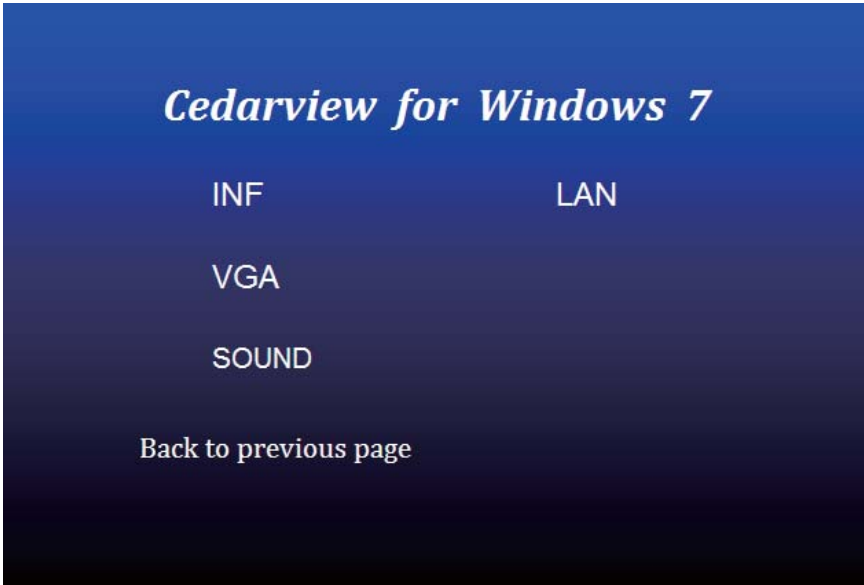 Cedarview for Windows 7
INF LAN
VGA
SOUND
Back to previous page